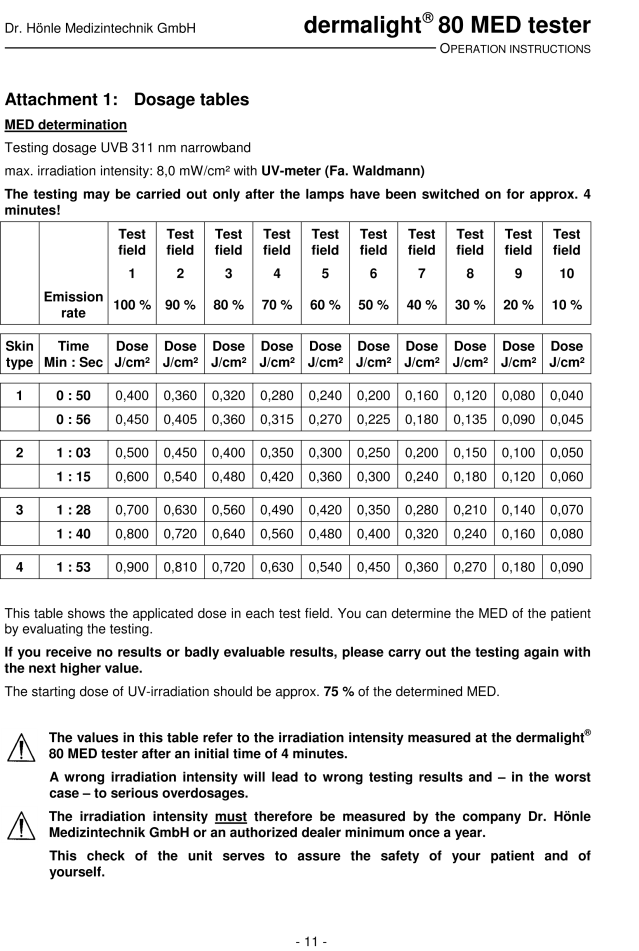 Dr. Hönle Medizintechnik GmbH
dermalight® 80 MED tester
OPERATION INSTRUCTIONS
Attachment 1: Dosage tables
MED determination
Testing dosage UVB 311 nm narrowband
max. irradiation intensity: 8,0 mW/cm² with UV-meter (Fa. Waldmann)
The testing may be carried out only after the lamps have been switched on for approx. 4
minutes!
Test Test Test Test Test Test Test Test Test Test
field field field field field field field field field field
1 2 3 4 5 6 7 8 9 10
Emission rate 100 % 90 % 80 % 70 % 60 % 50 % 40 % 30 % 20 % 10 %
Skin Time Dose Dose Dose Dose Dose Dose Dose Dose Dose Dose
type Min : Sec J/cm² J/cm² J/cm² J/cm² J/cm² J/cm² J/cm² J/cm² J/cm² J/cm²
1 0 : 50 0,400 0,360 0,320 0,280 0,240 0,200 0,160 0,120 0,080 0,040
0 : 56 0,450 0,405 0,360 0,315 0,270 0,225 0,180 0,135 0,090 0,045
2 1 : 03 0,500 0,450 0,400 0,350 0,300 0,250 0,200 0,150 0,100 0,050
1 : 15 0,600 0,540 0,480 0,420 0,360 0,300 0,240 0,180 0,120 0,060
3 1 : 28 0,700 0,630 0,560 0,490 0,420 0,350 0,280 0,210 0,140 0,070
1 : 40 0,800 0,720 0,640 0,560 0,480 0,400 0,320 0,240 0,160 0,080
4 1 : 53 0,900 0,810 0,720 0,630 0,540 0,450 0,360 0,270 0,180 0,090
This table shows the applicated dose in each test field. You can determine the MED of the patient
by evaluating the testing.
If you receive no results or badly evaluable results, please carry out the testing again with
the next higher value.
The starting dose of UV-irradiation should be approx. 75 % of the determined MED.
The values in this table refer to the irradiation intensity measured at the dermalight®
80 MED tester after an initial time of 4 minutes.
A wrong irradiation intensity will lead to wrong testing results and – in the worst
case – to serious overdosages.
The irradiation intensity must therefore be measured by the company Dr. Hönle
Medizintechnik GmbH or an authorized dealer minimum once a year.
This check of the unit serves to assure the safety of your patient and of
yourself.
- 11 -